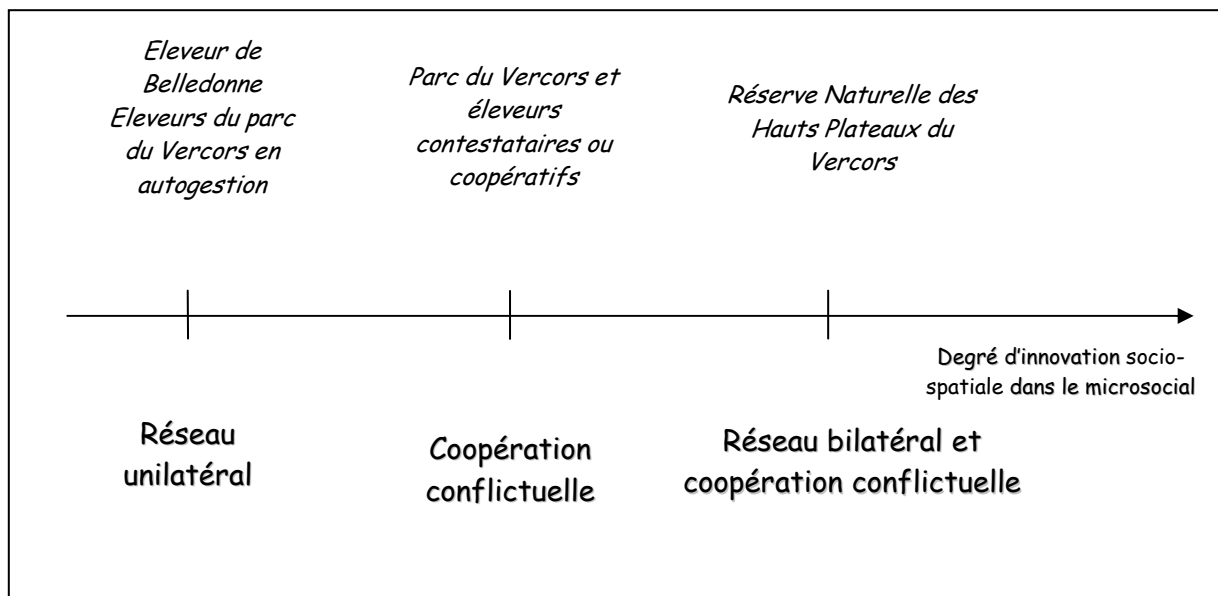 Eleveur de
Belledonne
Eleveurs du parc
du Vercors en
autogestion
Parc du Vercors et
éleveurs
contestataires ou
coopératifs
Réserve Naturelle des
Hauts Plateaux du
Vercors
Degré d'innovation socio-
spatiale dans le microsocial
Réseau
unilatéral
Coopération
conflictuelle
Réseau bilatéral et
coopération conflictuelle